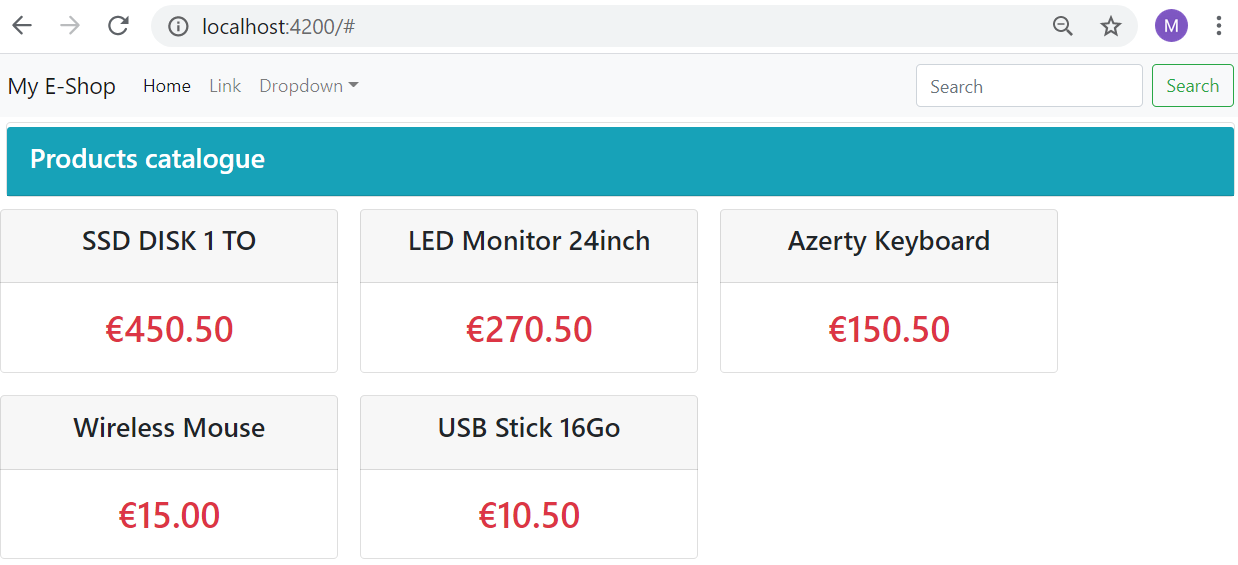 localhost:4200/#
M
My E-Shop Home Link Dropdown Search Search
Products catalogue
SSD DISK 1 TO LED Monitor 24inch Azerty Keyboard
€450.50 €270.50 €150.50
Wireless Mouse USB Stick 16Go
€15.00 €10.50